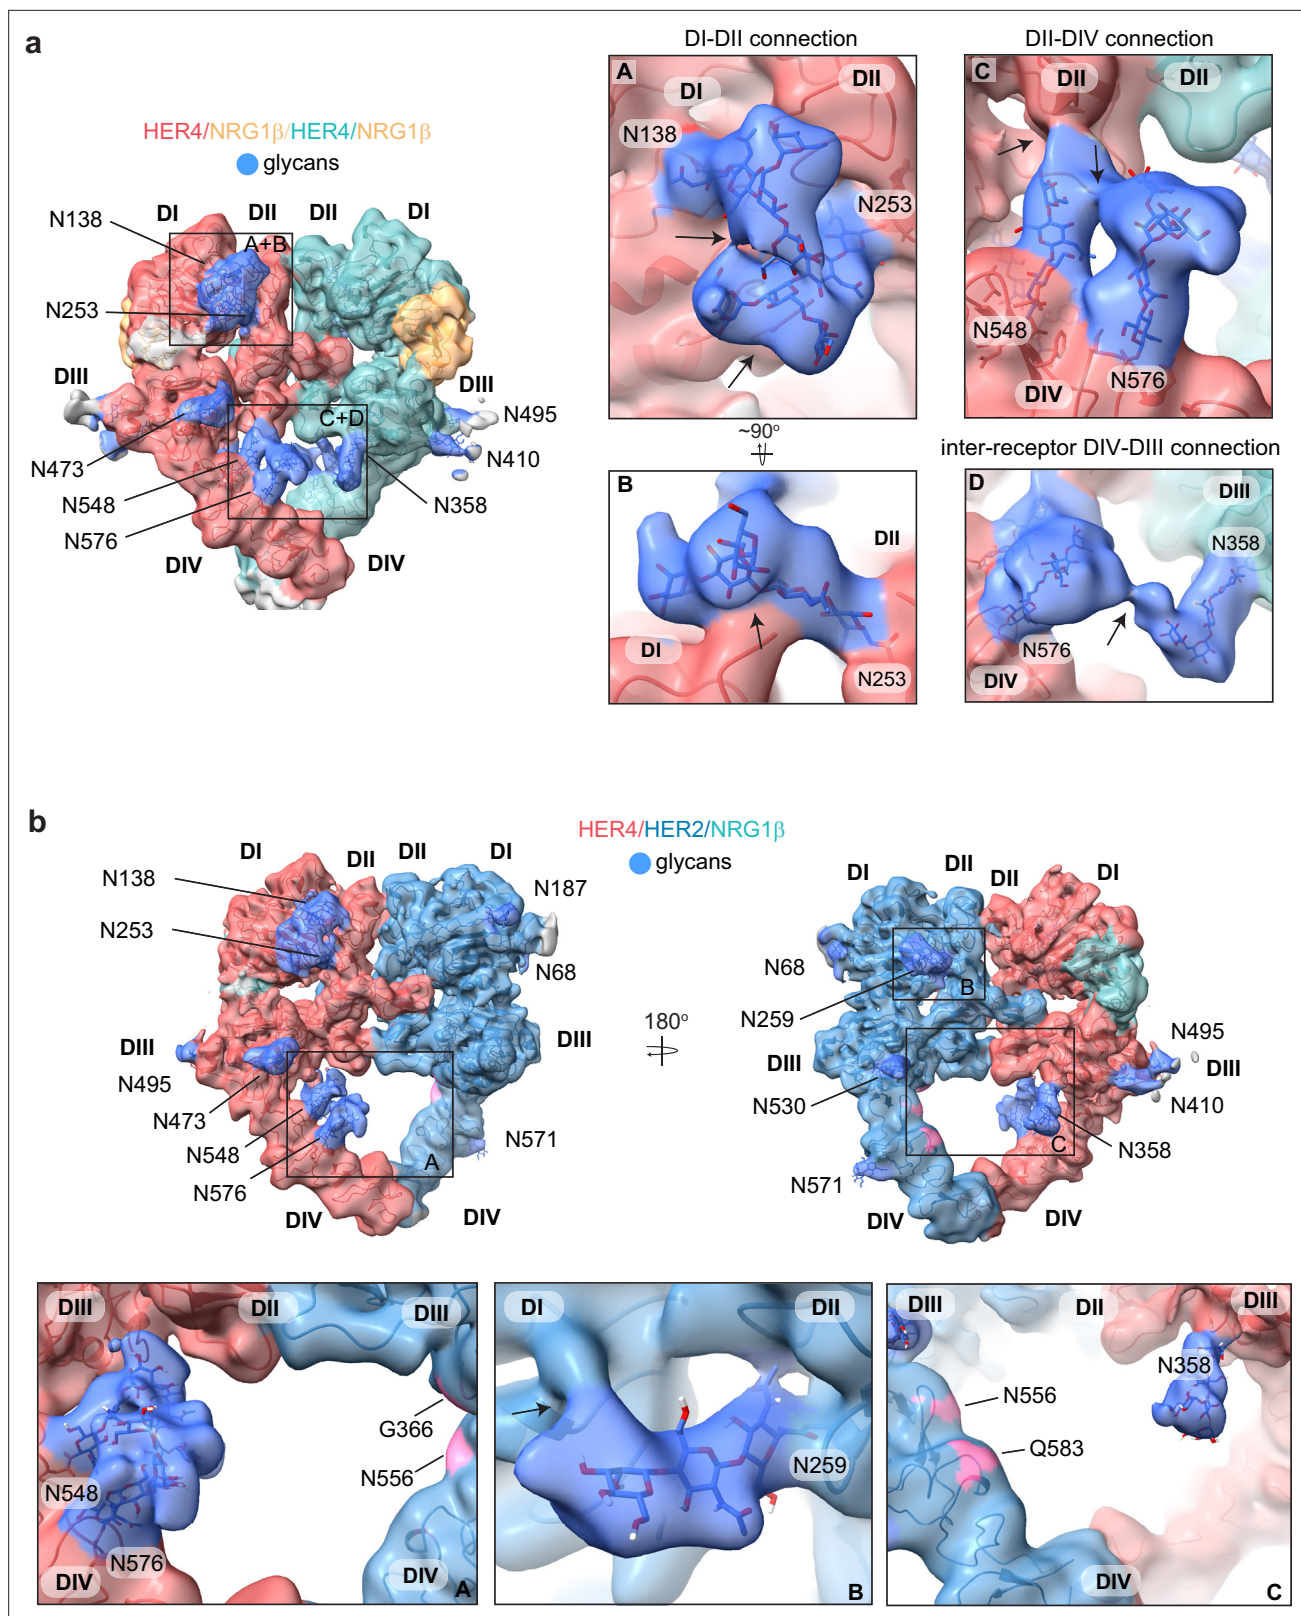 a
HER4/NRG1β/HER4/NRG1β
glycans
N138
DI
DII
DII
DI
A+B
N253
DIII
DIII
C+D
N495
N473
N410
N548
N358
N576
DIV
DIV
DI-DII connection
A
DI
DII
N138
N253
~90°
B
DII
DI
N253
DII-DIV connection
C
DII
DII
N548
DIV
N576
inter-receptor DIV-DIII connection
D
DIII
N358
N576
DIV
b
HER4/HER2/NRG1β
glycans
DI
DII
DII
DI
N138
N187
N253
N68
DIII
DIII
N495
N473
N548
N571
A
N576
DIV
DIV
180°
DI
DII
DII
DI
N68
B
N259
N495
DIII
DIII
N530
N410
C
N358
N571
DIV
DIV
DIII
DII
DIII
G366
N556
N548
N576
DIV
DIV
A
DI
DII
N259
B
DIII
DII
DIII
N358
N556
Q583
DIV
C